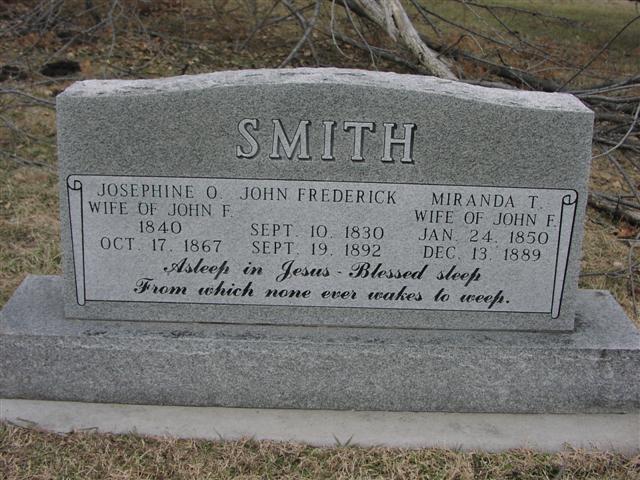 SMITH
JOSEPHINE O.
WIFE OF JOHN F.
1840
OCT. 17. 1867
JOHN FREDERICK
SEPT. 10. 1830
SEPT. 19. 1892
MIRANDA T.
WIFE OF JOHN F.
JAN. 24. 1850
DEC. 13. 1889
Asleep in Jesus - Blessed sleep
From which none ever wakes to weep.